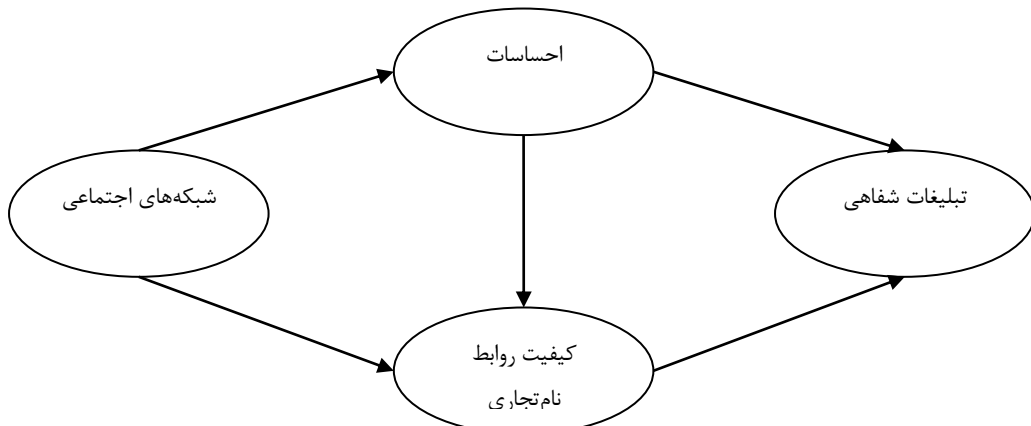 احساسات
شبکه‌های اجتماعی
تبلیغات شفاهی
کیفیت روابط
نام‌تجاری